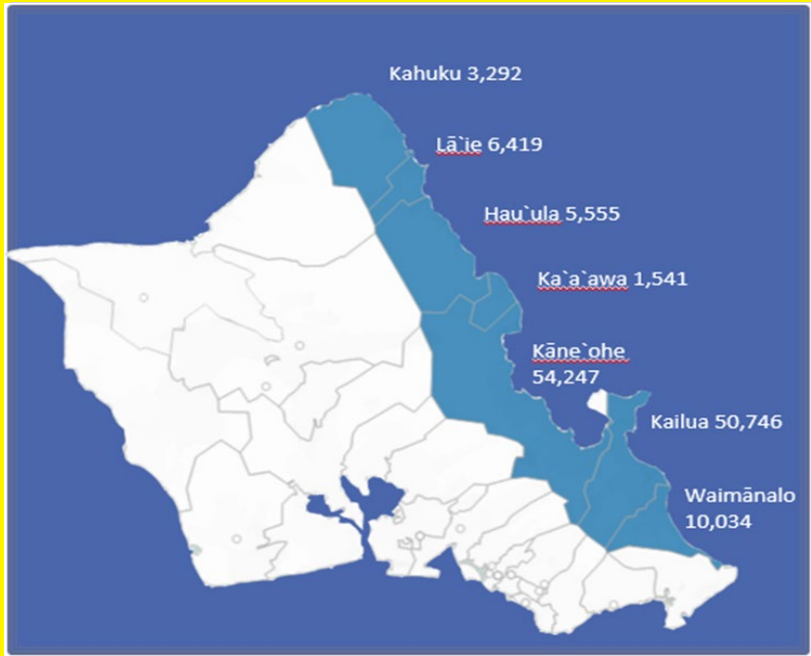 Kahuku 3,292
Lā`ie 6,419
Hau`ula 5,555
Ka`a`awa 1,541
Kāne`ohe
54,247
Kailua 50,746
Waimānalo
10,034